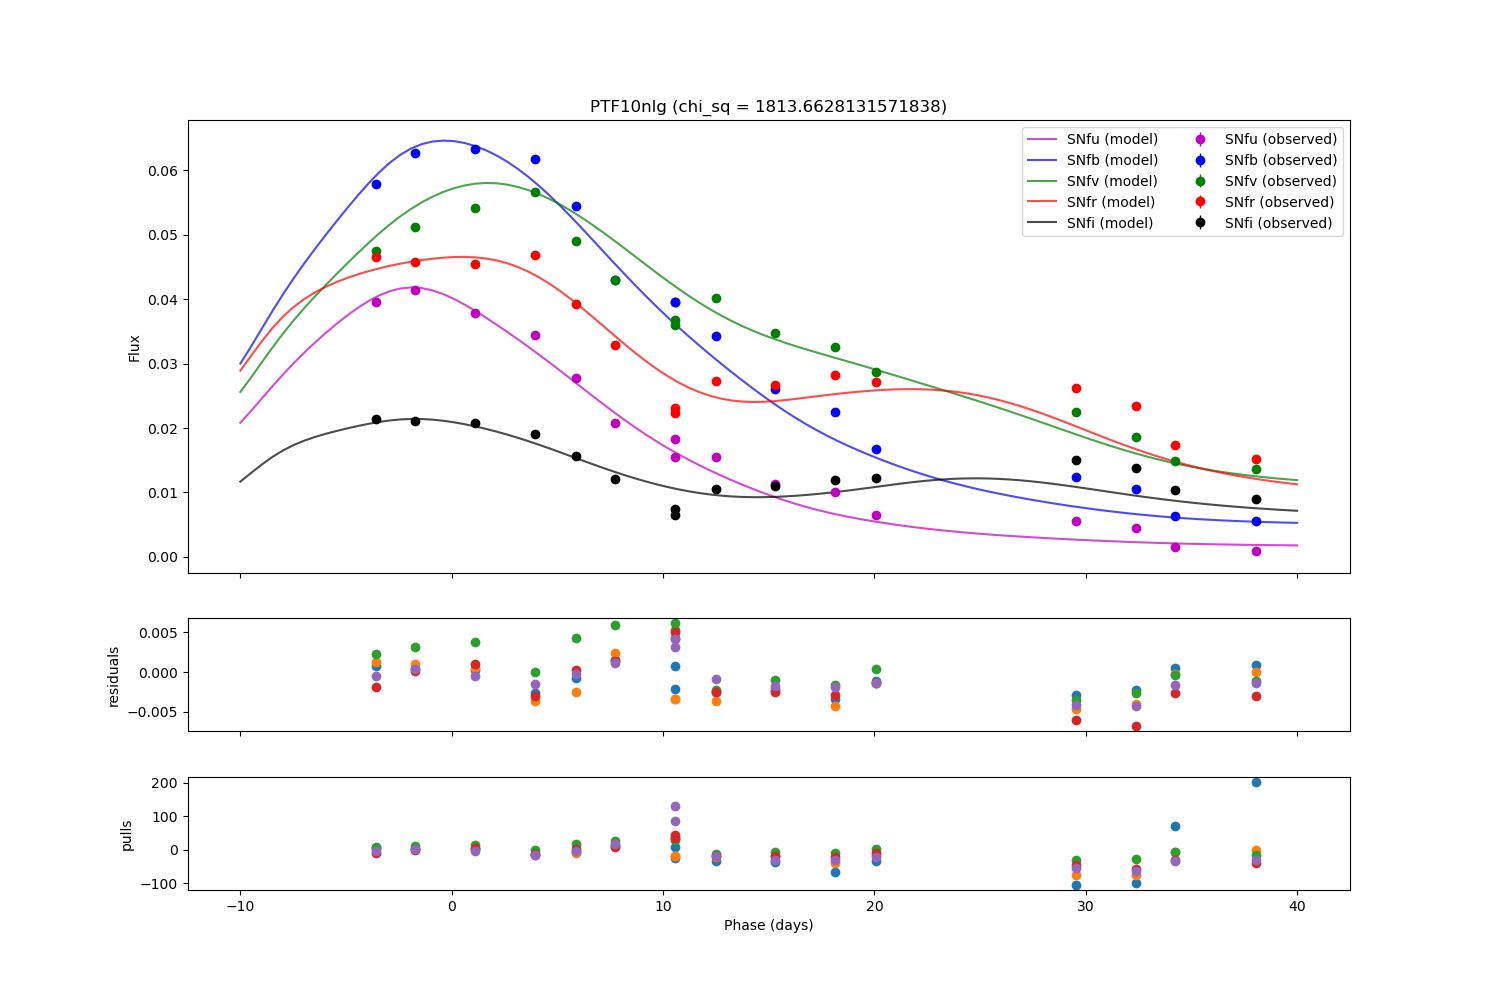 PTF10nlg (chi_sq = 1813.6628131571838)
SNfu (model) SNfu (observed)
SNfb (model) SNfb (observed)
SNfv (model) SNfv (observed)
SNfr (model) SNfr (observed)
SNfi (model) SNfi (observed)
Flux
0.06
0.05
0.04
0.03
0.02
0.01
0.00
residuals
0.005
0.000
−0.005
pulls
200
100
0
−100
−10 0 10 20 30 40
Phase (days)